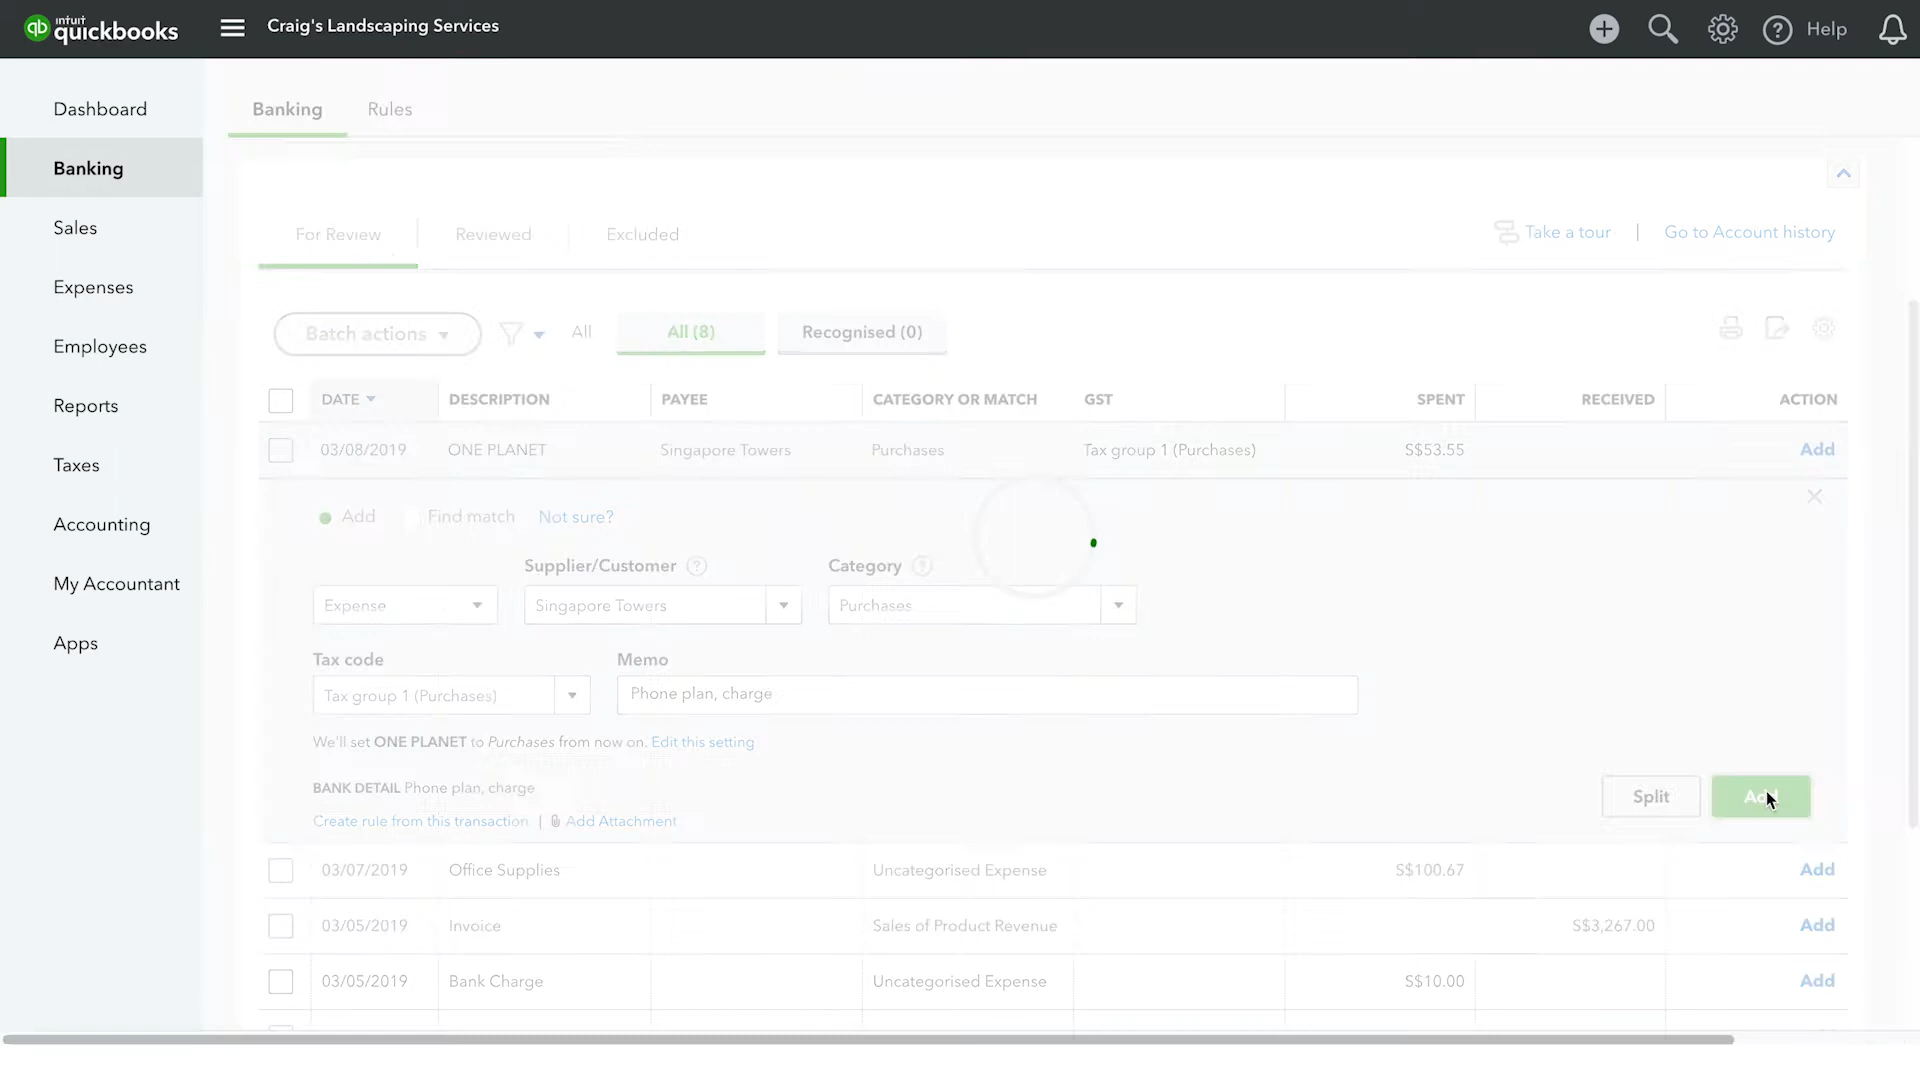 intuit
quickbooks
Craig's Landscaping Services
Help
Dashboard
Banking
Sales
Expenses
Employees
Reports
Taxes
Accounting
My Accountant
Apps
Banking Rules
For Review Reviewed Excluded
Take a tour | Go to Account history
Batch actions All All (8) Recognised (0)
DATE DESCRIPTION PAYEE CATEGORY OR MATCH GST SPENT RECEIVED ACTION
03/08/2019 ONE PLANET Singapore Towers Purchases Tax group 1 (Purchases) S$53.55 Add
Add Find match Not sure?
Supplier/Customer Category
Expense Singapore Towers Purchases
Tax code Memo
Tax group 1 (Purchases) Phone plan, charge
We'll set ONE PLANET to Purchases from now on. Edit this setting
BANK DETAIL Phone plan, charge
Split Add
Create rule from this transaction | Add Attachment
03/07/2019 Office Supplies Uncategorised Expense S$100.67 Add
03/05/2019 Invoice Sales of Product Revenue S$3,267.00 Add
03/05/2019 Bank Charge Uncategorised Expense S$10.00 Add